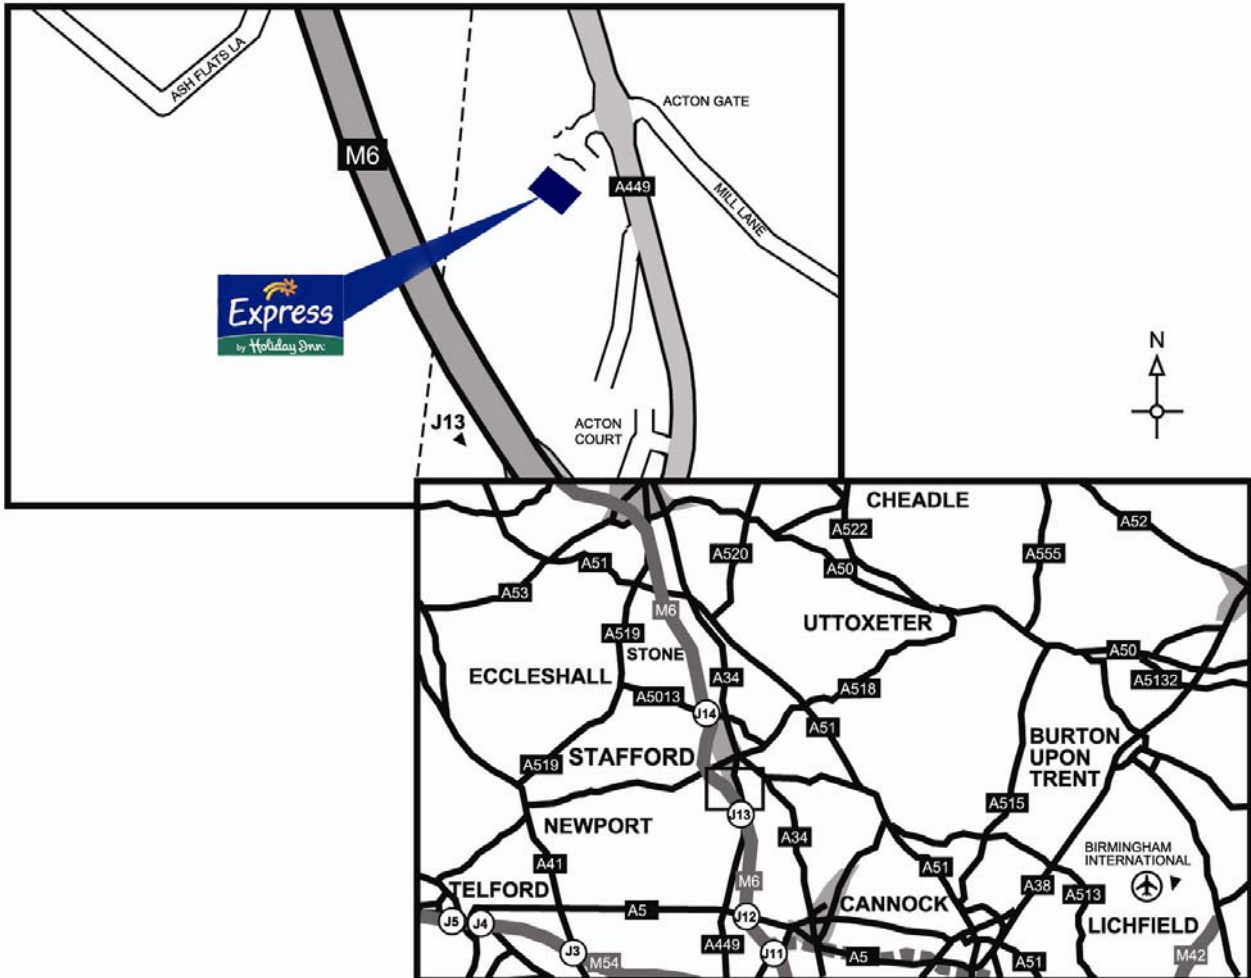 ASH FLATS LA
M6
ACTON GATE
A449
MILL LANE
Express
by Holiday Inn
J13
ACTON
COURT
N
CHEADLE
A52
A522
A520
A555
A51
A50
A53
M6
UTTOXETER
A519
STONE
A50
ECCLESHALL
A34
A5132
A5013
A518
J14
A51
BURTON
UPON
TRENT
STAFFORD
A519
A515
J13
NEWPORT
A34
BIRMINGHAM
INTERNATIONAL
A41
A51
M6
A38
A513
TELFORD
CANNOCK
A5
J12
LICHFIELD
J5
J4
A449
J3
J11
A5
M54
A51
M42